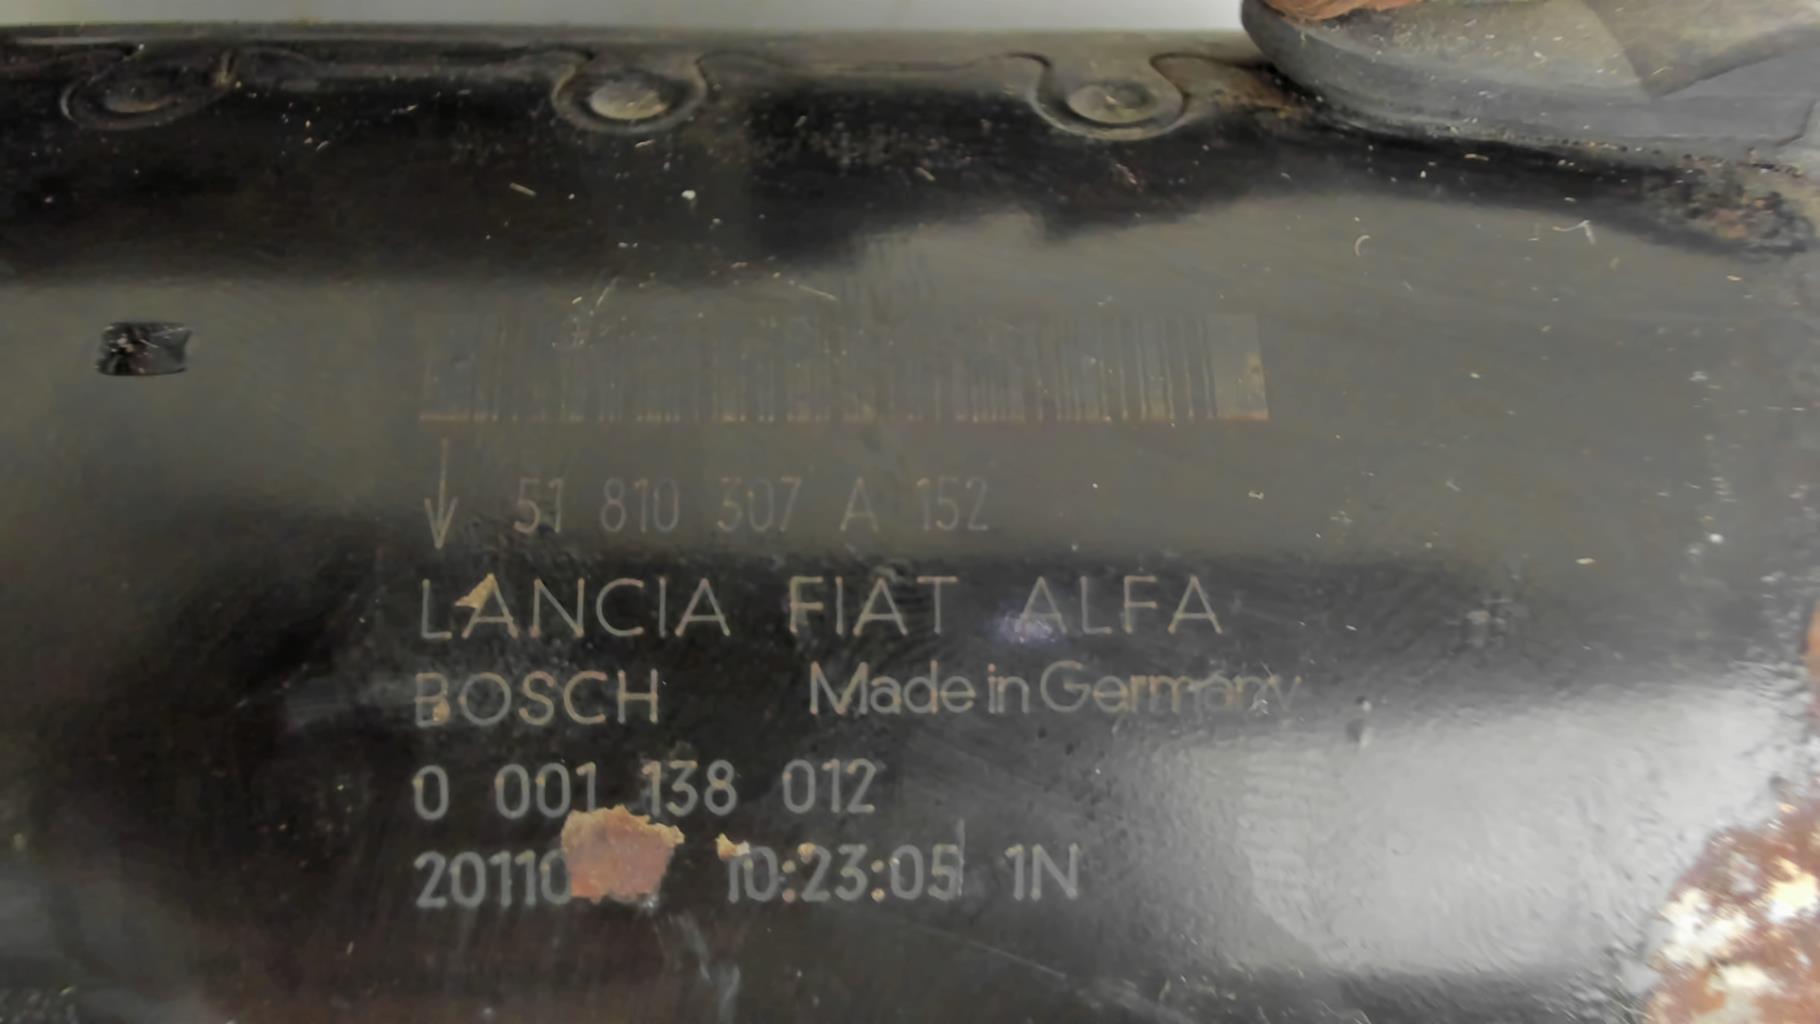 51 810 307 A 152
LANCIA FIAT ALFA
BOSCH Made in Germany
0 001 138 012
10:23:05 1N